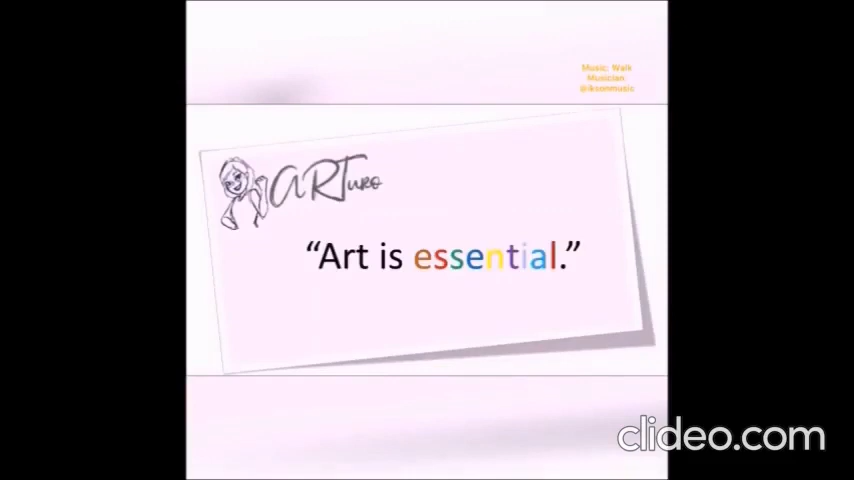 Music: Walk
Musician:
@iksonmusic
ARTURO
“Art is essential.”
clideo.com